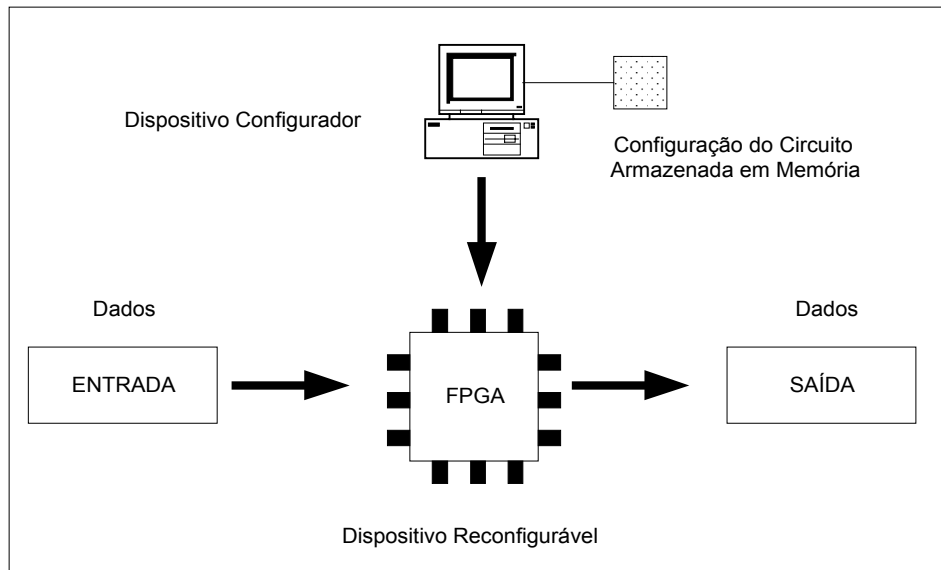 Dispositivo Configurador
Configuração do Circuito
Armazenada em Memória
Dados
Dados
ENTRADA
FPGA
SAÍDA
Dispositivo Reconfigurável